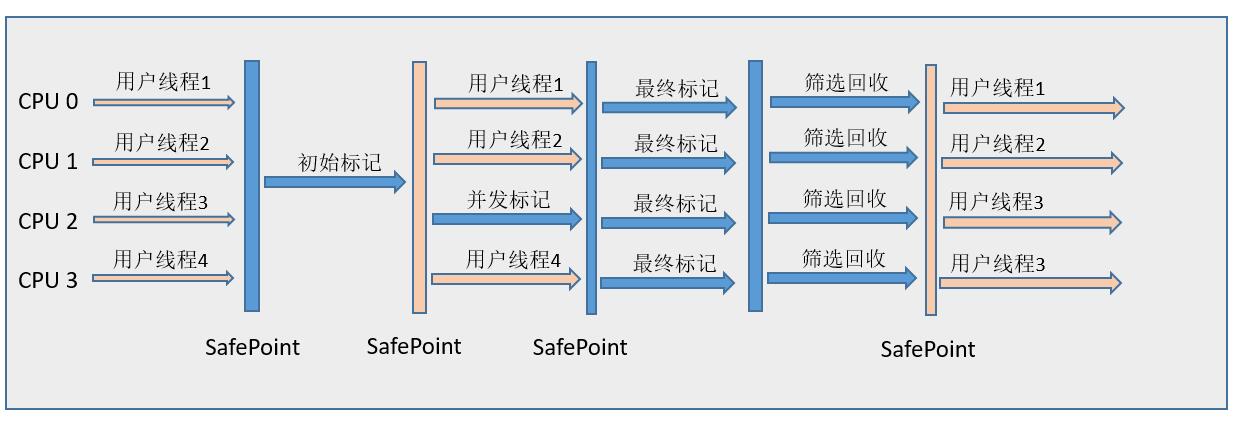 CPU 0 用户线程1 用户线程1 最终标记 筛选回收 用户线程1
CPU 1 用户线程2 初始标记 用户线程2 最终标记 筛选回收 用户线程2
CPU 2 用户线程3 并发标记 最终标记 筛选回收 用户线程3
CPU 3 用户线程4 用户线程4 最终标记 筛选回收 用户线程3
SafePoint SafePoint SafePoint SafePoint